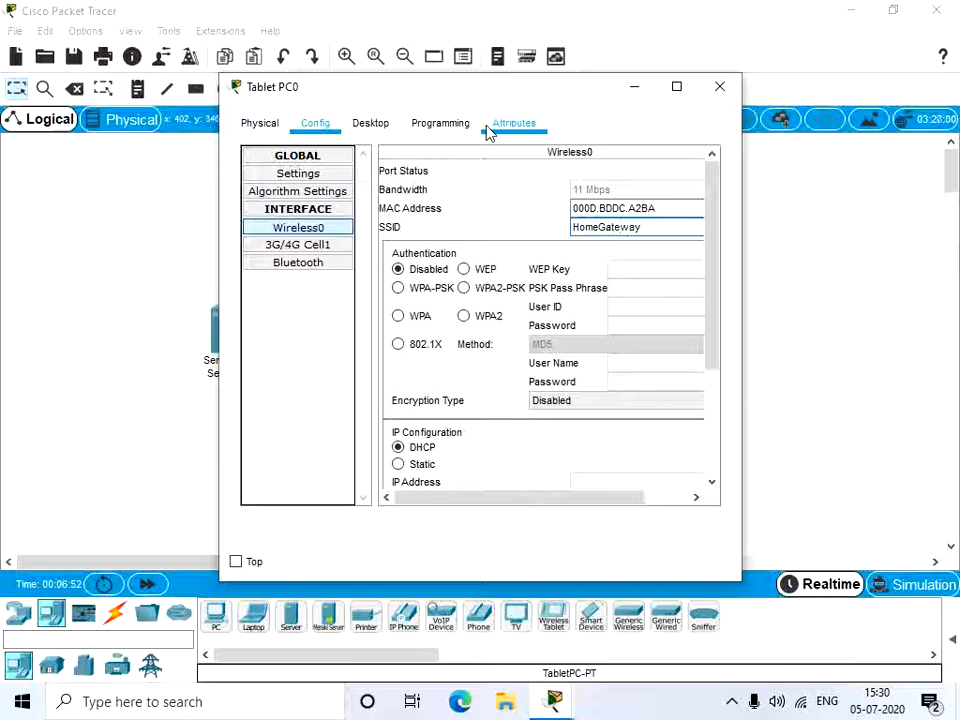 Cisco Packet Tracer
File Edit Options View Tools Extensions Help
?
Logical
Physical
x: 402, y: 346
03:28:00
Tablet PC0
Physical Config Desktop Programming Attributes
GLOBAL
Settings
Algorithm Settings
INTERFACE
Wireless0
3G/4G Cell1
Bluetooth
Wireless0
Port Status
Bandwidth 11 Mbps
MAC Address 000D.BDDC.A2BA
SSID HomeGateway
Authentication
Disabled WEP WEP Key
WPA-PSK WPA2-PSK PSK Pass Phrase
User ID
WPA WPA2
Password
802.1X Method: MD5
User Name
Password
Encryption Type Disabled
IP Configuration
DHCP
Static
IP Address
Top
Ser
Se
Time: 00:06:52
Realtime
Simulation
PC Laptop Server Meraki Server Printer IP Phone VoIP Device Phone TV Wireless Tablet Smart Device Generic Wireless Generic Wired Sniffer
TabletPC-PT
Type here to search
ENG
15:30
05-07-2020
2